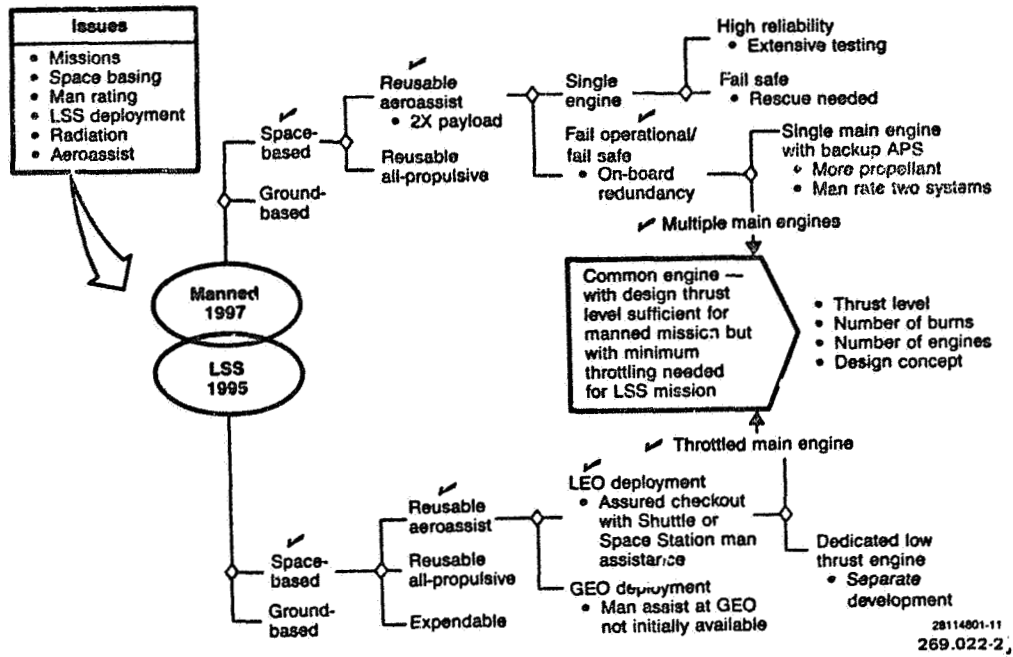 Issues
• Missions
• Space basing
• Man rating
• LSS deployment
• Radiation
• Aeroassist
Space-
based
Ground-
based
Reusable
aeroassist
• 2X payload
Reusable
all-propulsive
Single
engine
Fail operational/
fail safe
• On-board
redundancy
High reliability
• Extensive testing
Fail safe
• Rescue needed
Single main engine
with backup APS
• More propellant
• Man rate two systems
✓ Multiple main engines
Manned
1997
LSS
1995
Common engine —
with design thrust
level sufficient for
manned mission but
with minimum
throttling needed
for LSS mission
• Thrust level
• Number of burns
• Number of engines
• Design concept
✓ Throttled main engine
Space-
based
Ground-
based
Reusable
aeroassist
Reusable
all-propulsive
Expendable
LEO deployment
• Assured checkout
with Shuttle or
Space Station man
assistance
GEO deployment
• Man assist at GEO
not initially available
Dedicated low
thrust engine
• Separate
development
28114801-11
269.022-2